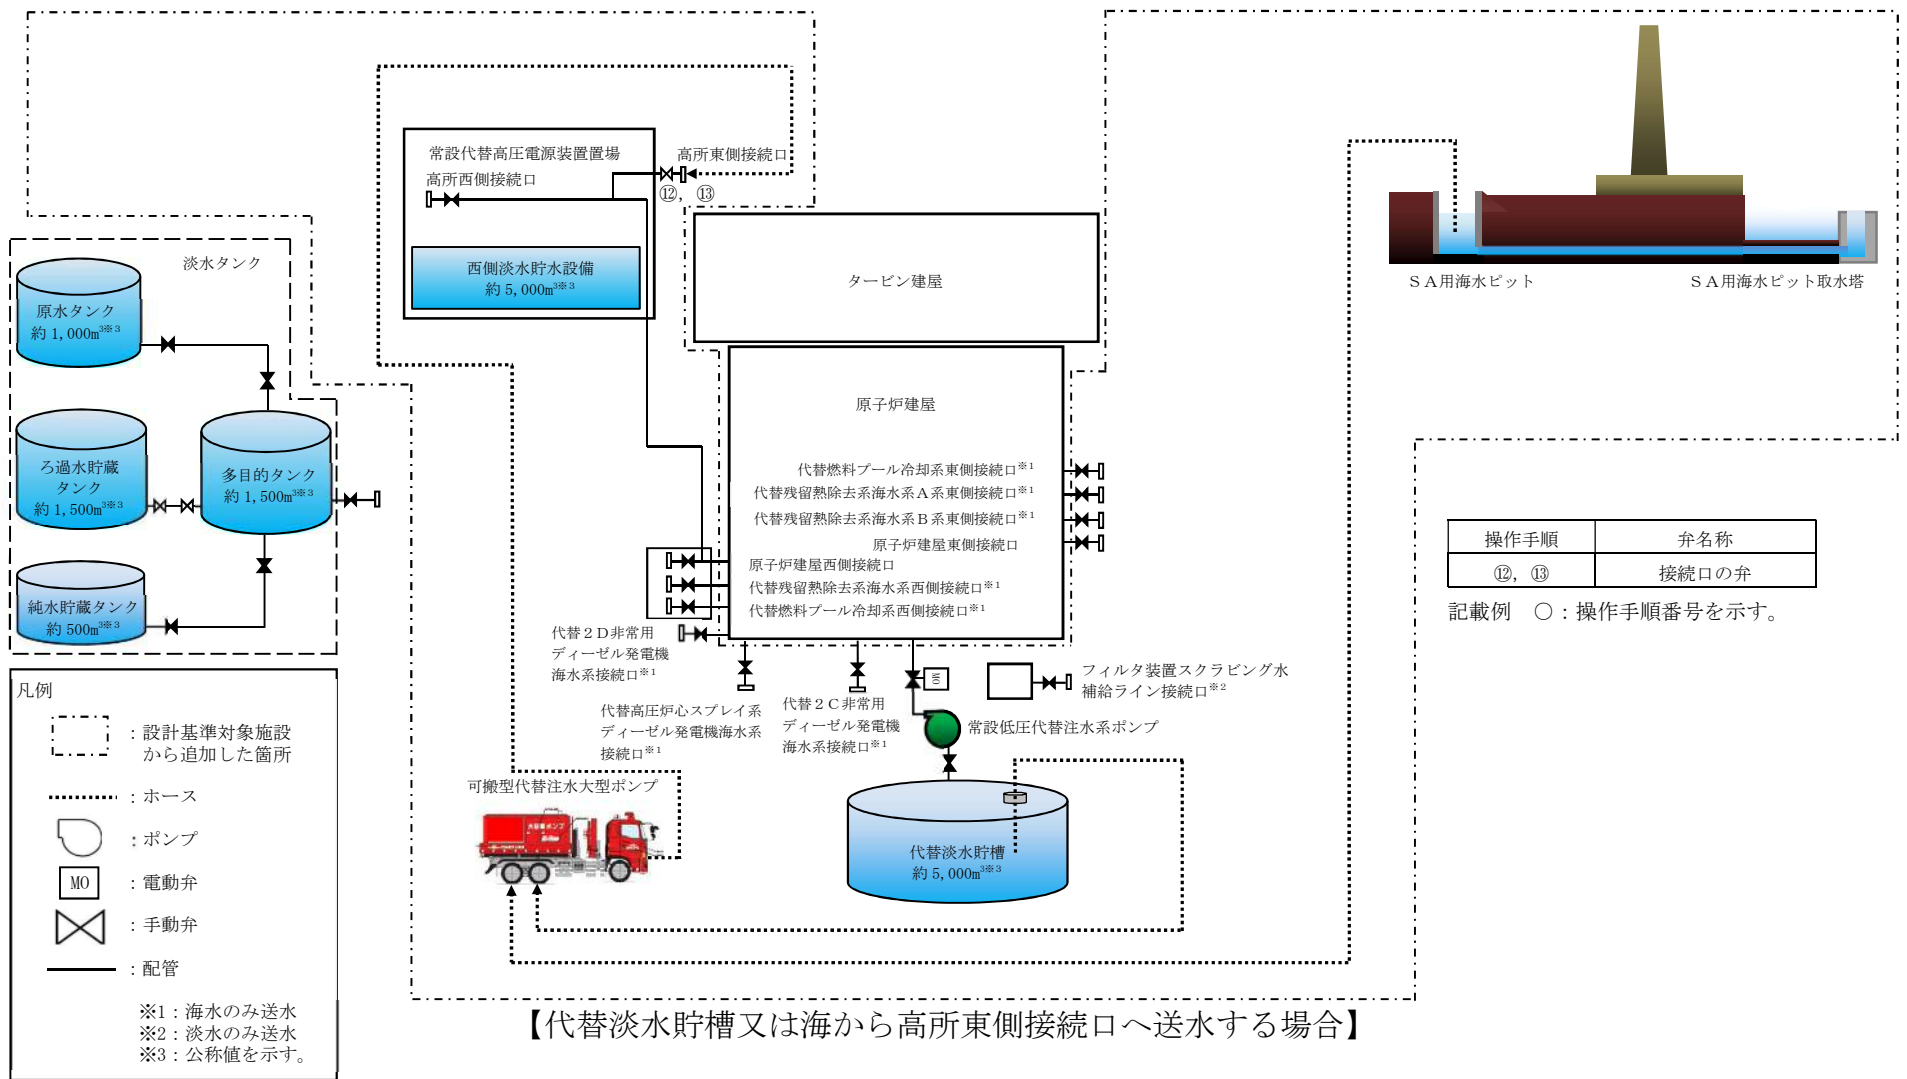 常設代替高圧電源装置置場
高所西側接続口
高所東側接続口
⑫, ⑬
西側淡水貯水設備
約 5,000m³※3
淡水タンク
原水タンク
約 1,000m³※3
ろ過水貯蔵
タンク
約 1,500m³※3
多目的タンク
約 1,500m³※3
純水貯蔵タンク
約 500m³※3
タービン建屋
原子炉建屋
代替燃料プール冷却系東側接続口※1
代替残留熱除去系海水系A系東側接続口※1
代替残留熱除去系海水系B系東側接続口※1
原子炉建屋東側接続口
原子炉建屋西側接続口
代替残留熱除去系海水系西側接続口※1
代替燃料プール冷却系西側接続口※1
代替2D非常用
ディーゼル発電機
海水系接続口※1
代替高圧炉心スプレイ系
ディーゼル発電機海水系
接続口※1
代替2C非常用
ディーゼル発電機
海水系接続口※1
MO
フィルタ装置スクラビング水
補給ライン接続口※2
常設低圧代替注水系ポンプ
可搬型代替注水大型ポンプ
代替淡水貯槽
約 5,000m³※3
SA用海水ピット
SA用海水ピット取水塔
操作手順 弁名称
⑫, ⑬ 接続口の弁
記載例 ○:操作手順番号を示す。
凡例
:設計基準対象施設
から追加した箇所
:ホース
:ポンプ
MO :電動弁
:手動弁
:配管
※1:海水のみ送水
※2:淡水のみ送水
※3:公称値を示す。
【代替淡水貯槽又は海から高所東側接続口へ送水する場合】